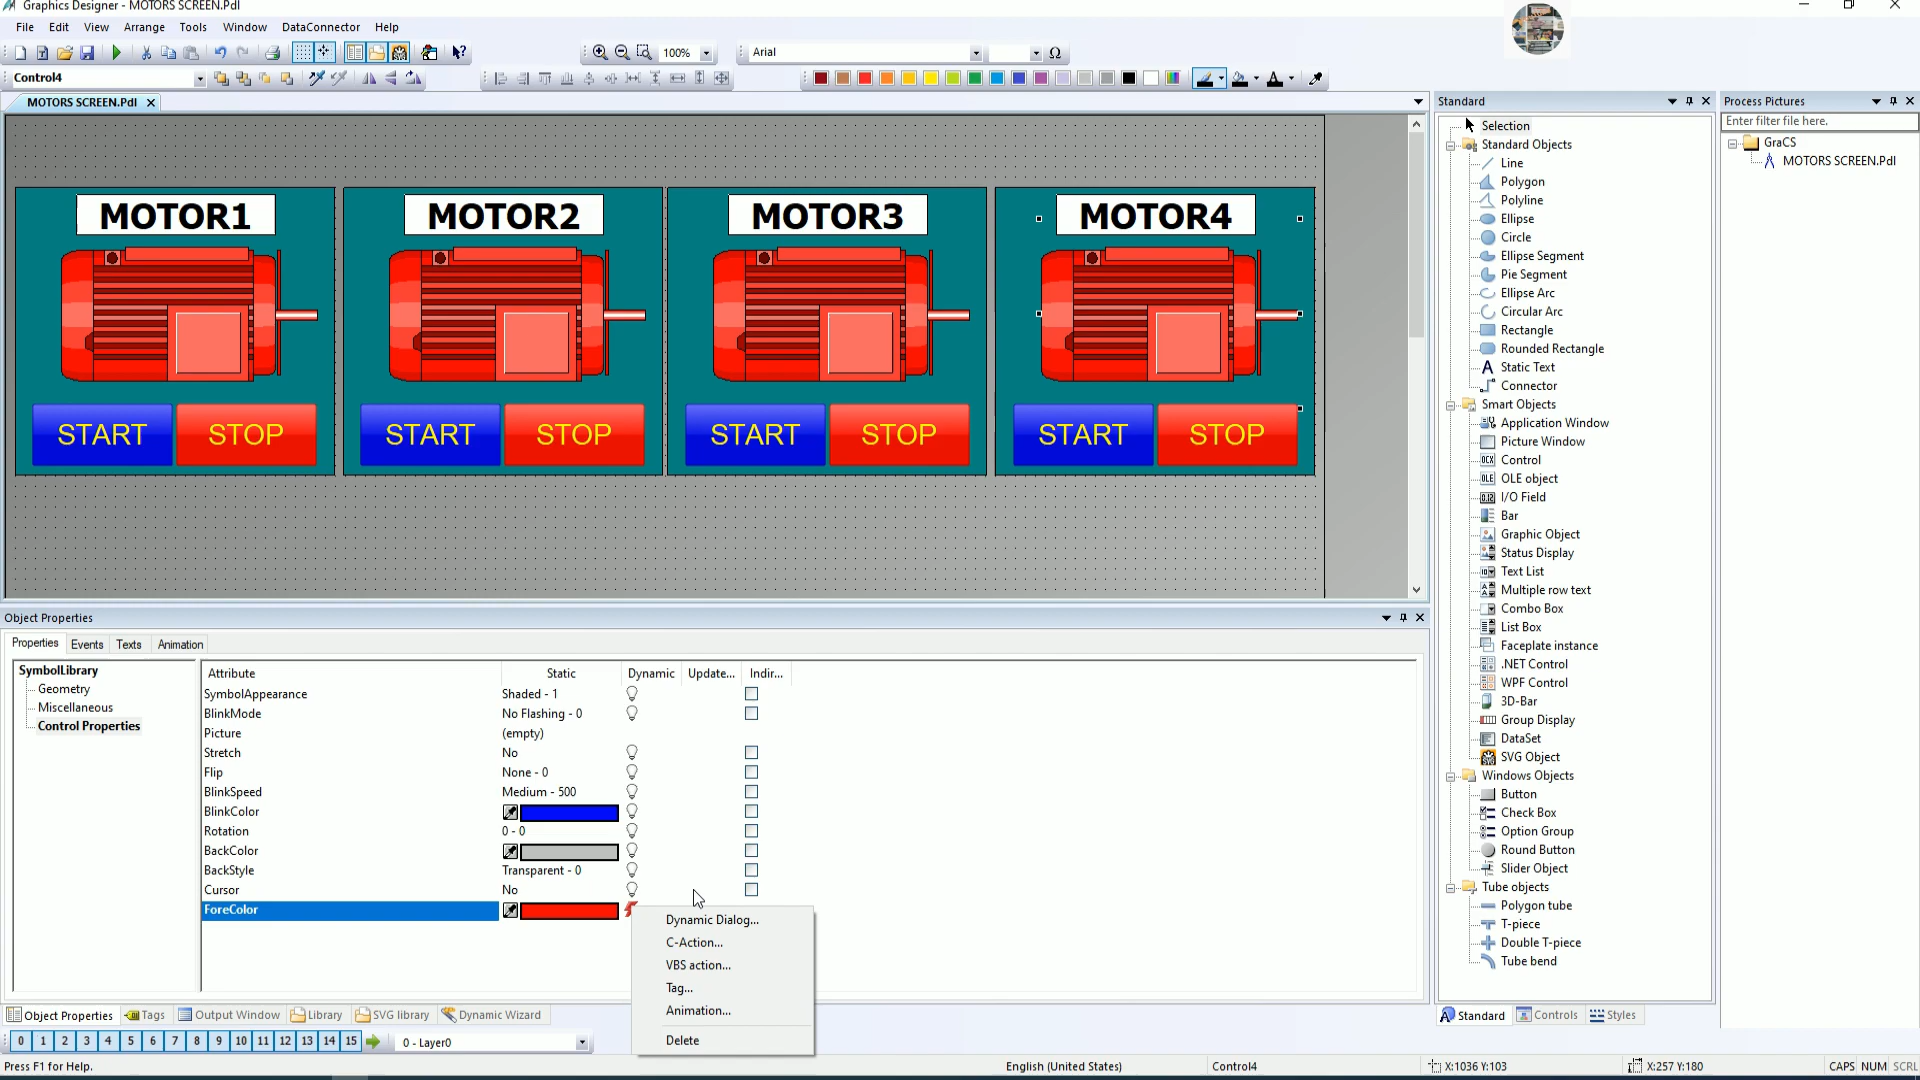 Graphics Designer - MOTORS SCREEN.Pdl
File Edit View Arrange Tools Window DataConnector Help
100% Arial Ω
Control4
MOTORS SCREEN.Pdl
MOTOR1 MOTOR2 MOTOR3 MOTOR4
START STOP START STOP START STOP START STOP
Object Properties
Properties Events Texts Animation
SymbolLibrary
Geometry
Miscellaneous
Control Properties
Attribute Static Dynamic Update... Indir...
SymbolAppearance Shaded - 1
BlinkMode No Flashing - 0
Picture (empty)
Stretch No
Flip None - 0
BlinkSpeed Medium - 500
BlinkColor
Rotation 0 - 0
BackColor
BackStyle Transparent - 0
Cursor No
ForeColor
Dynamic Dialog...
C-Action...
VBS action...
Tag...
Animation...
Delete
Object Properties Tags Output Window Library SVG library Dynamic Wizard
0 1 2 3 4 5 6 7 8 9 10 11 12 13 14 15 0 - Layer0
Press F1 for Help. English (United States) Control4 X:1036 Y:103 X:257 Y:180 CAPS NUM SCRL
Standard
Selection
Standard Objects
Line
Polygon
Polyline
Ellipse
Circle
Ellipse Segment
Pie Segment
Ellipse Arc
Circular Arc
Rectangle
Rounded Rectangle
Static Text
Connector
Smart Objects
Application Window
Picture Window
Control
OLE object
I/O Field
Bar
Graphic Object
Status Display
Text List
Multiple row text
Combo Box
List Box
Faceplate instance
.NET Control
WPF Control
3D-Bar
Group Display
DataSet
SVG Object
Windows Objects
Button
Check Box
Option Group
Round Button
Slider Object
Tube objects
Polygon tube
T-piece
Double T-piece
Tube bend
Standard Controls Styles
Process Pictures
Enter filter file here.
GraCS
MOTORS SCREEN.Pdl